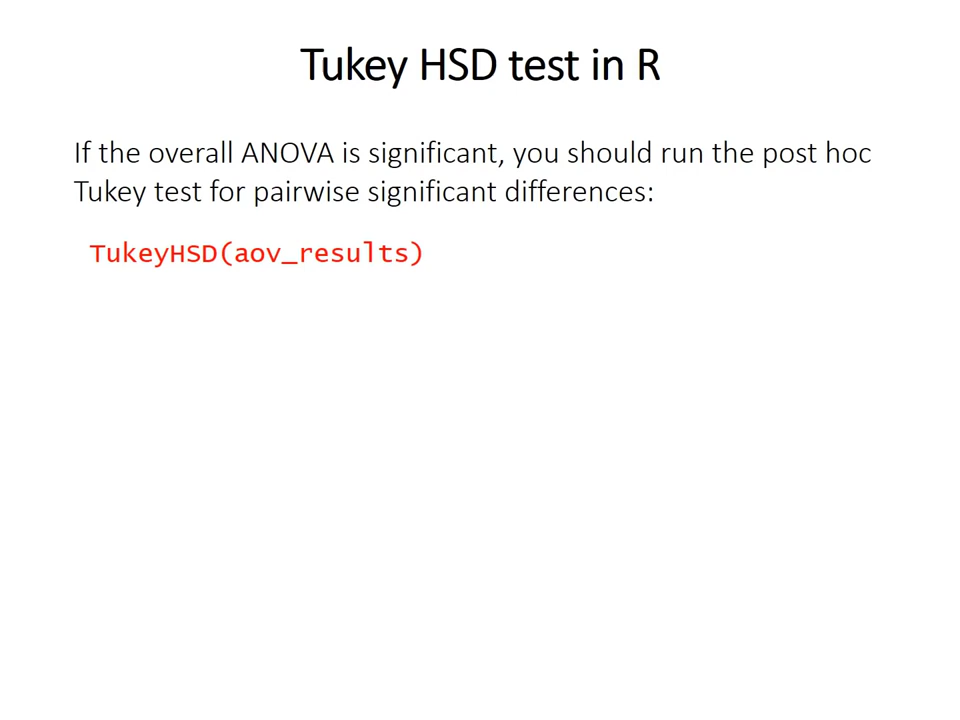 Tukey HSD test in R
If the overall ANOVA is significant, you should run the post hoc
Tukey test for pairwise significant differences:
TukeyHSD(aov_results)